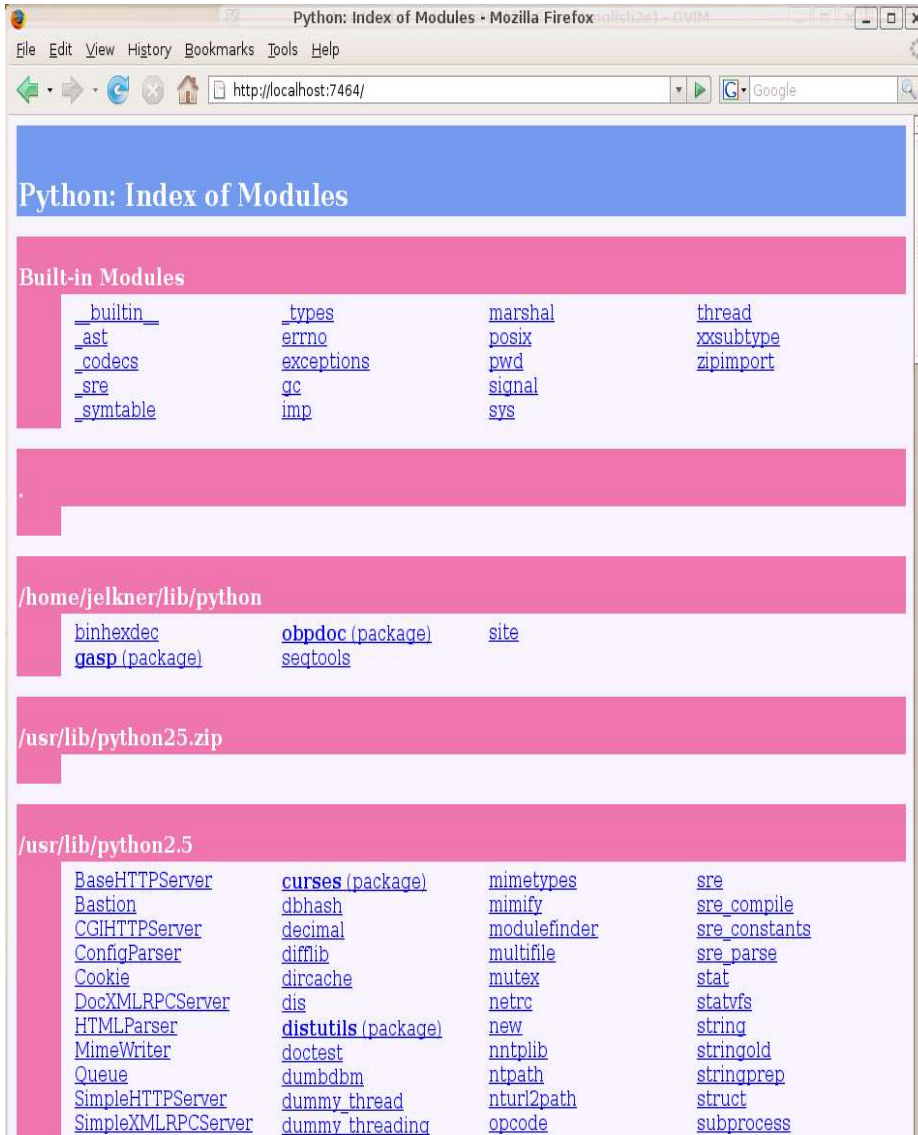 Python: Index of Modules - Mozilla Firefox
File Edit View History Bookmarks Tools Help
http://localhost:7464/ G Google
Python: Index of Modules
Built-in Modules
__builtin__ _types marshal thread
_ast errno posix xxsubtype
_codecs exceptions pwd zipimport
_sre gc signal
_symtable imp sys
.
/home/jelkner/lib/python
binhexdec obpdoc (package) site
gasp (package) seqtools
/usr/lib/python25.zip
/usr/lib/python2.5
BaseHTTPServer curses (package) mimetypes sre
Bastion dbhash mimify sre_compile
CGIHTTPServer decimal modulefinder sre_constants
ConfigParser difflib multifile sre_parse
Cookie dircache mutex stat
DocXMLRPCServer dis netrc statvfs
HTMLParser distutils (package) new string
MimeWriter doctest nntplib stringold
Queue dumbdbm ntpath stringprep
SimpleHTTPServer dummy_thread nturl2path struct
SimpleXMLRPCServer dummy_threading opcode subprocess